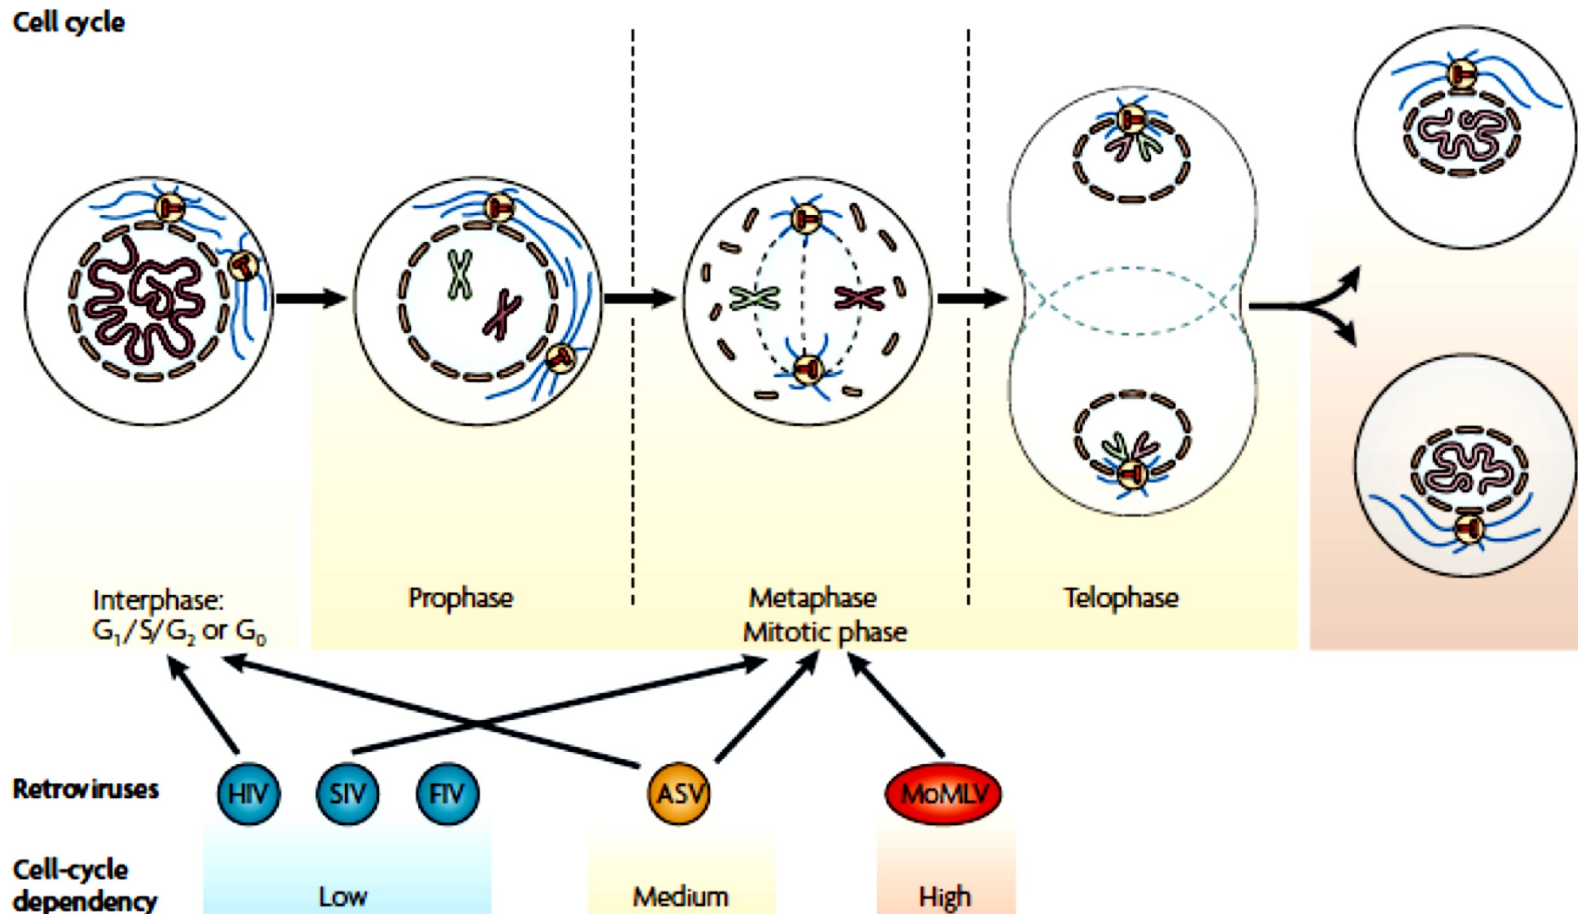 Cell cycle
Interphase:
G₁/S/G₂ or G₀
Prophase
Metaphase
Mitotic phase
Telophase
Retroviruses
HIV
SIV
FIV
ASV
MoMLV
Cell-cycle
dependency
Low
Medium
High